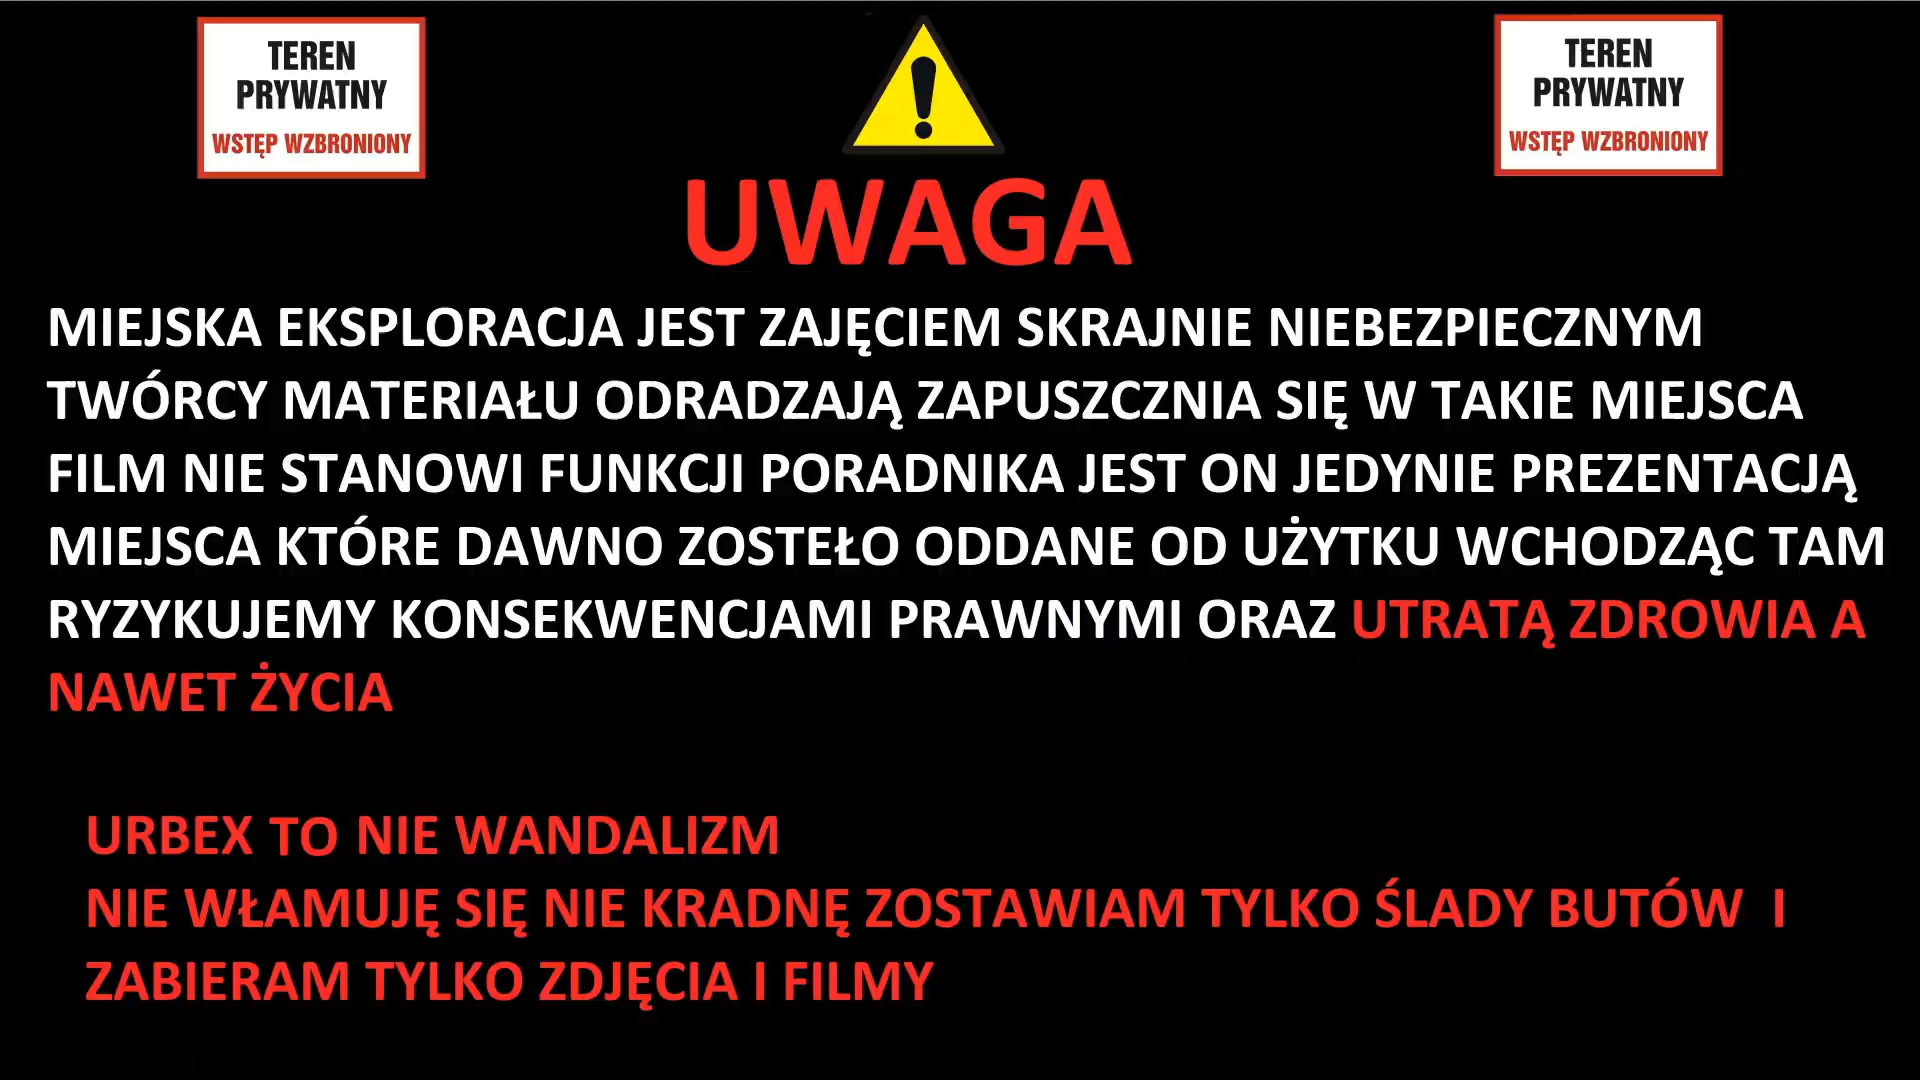 TEREN
PRYWATNY
WSTĘP WZBRONIONY
TEREN
PRYWATNY
WSTĘP WZBRONIONY
UWAGA
MIEJSKA EKSPLORACJA JEST ZAJĘCIEM SKRAJNIE NIEBEZPIECZNYM
TWÓRCY MATERIAŁU ODRADZAJĄ ZAPUSZCZNIA SIĘ W TAKIE MIEJSCA
FILM NIE STANOWI FUNKCJI PORADNIKA JEST ON JEDYNIE PREZENTACJĄ
MIEJSCA KTÓRE DAWNO ZOSTEŁO ODDANE OD UŻYTKU WCHODZĄC TAM
RYZYKUJEMY KONSEKWENCJAMI PRAWNYMI ORAZ UTRATĄ ZDROWIA A
NAWET ŻYCIA
URBEX TO NIE WANDALIZM
NIE WŁAMUJĘ SIĘ NIE KRADNĘ ZOSTAWIAM TYLKO ŚLADY BUTÓW I
ZABIERAM TYLKO ZDJĘCIA I FILMY